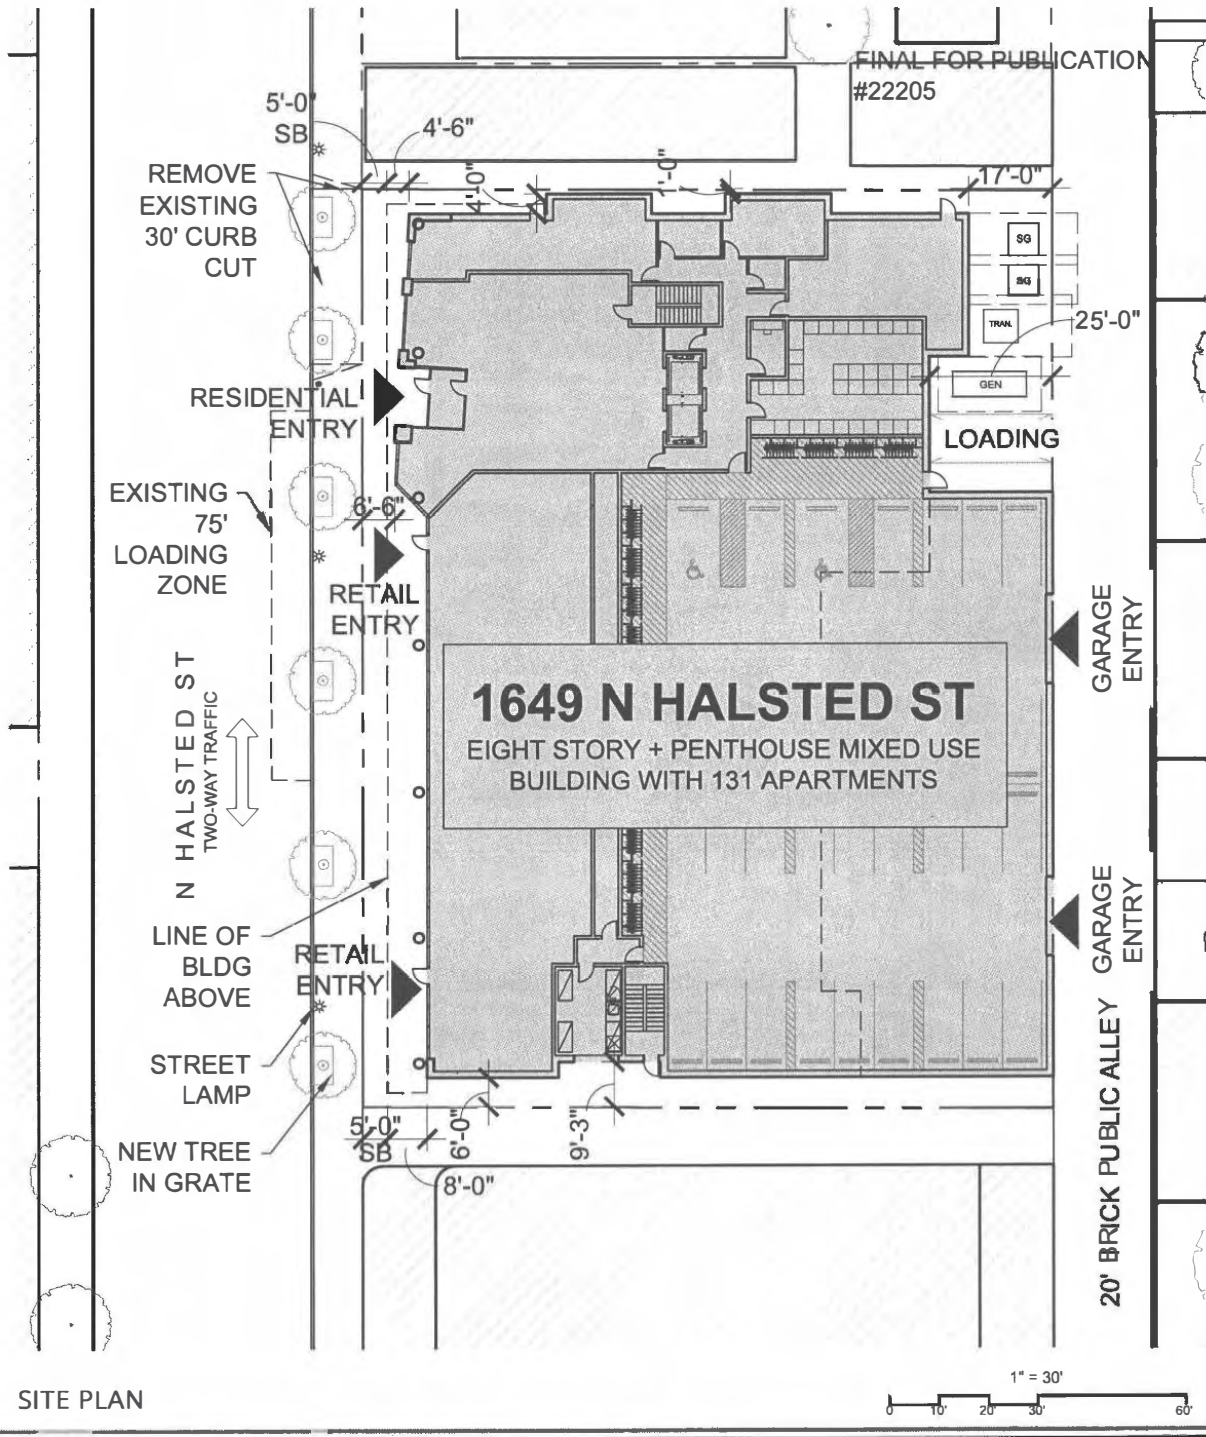 FINAL FOR PUBLICATION
#22205
5'-0"
SB
4'-6"
4'-0"
17'-0"
REMOVE
EXISTING
30' CURB
CUT
SG
SG
TRAN.
25'-0"
GEN
RESIDENTIAL
ENTRY
LOADING
EXISTING
75'
LOADING
ZONE
6'-6"
RETAIL
ENTRY
GARAGE
ENTRY
1649 N HALSTED ST
EIGHT STORY + PENTHOUSE MIXED USE
BUILDING WITH 131 APARTMENTS
N HALSTED ST
TWO-WAY TRAFFIC
GARAGE
ENTRY
LINE OF
BLDG
ABOVE
RETAIL
ENTRY
STREET
LAMP
20' BRICK PUBLIC ALLEY
5'-0"
SB
6'-0"
9'-3"
8'-0"
NEW TREE
IN GRATE
SITE PLAN
1" = 30'
0 10' 20' 30' 60'